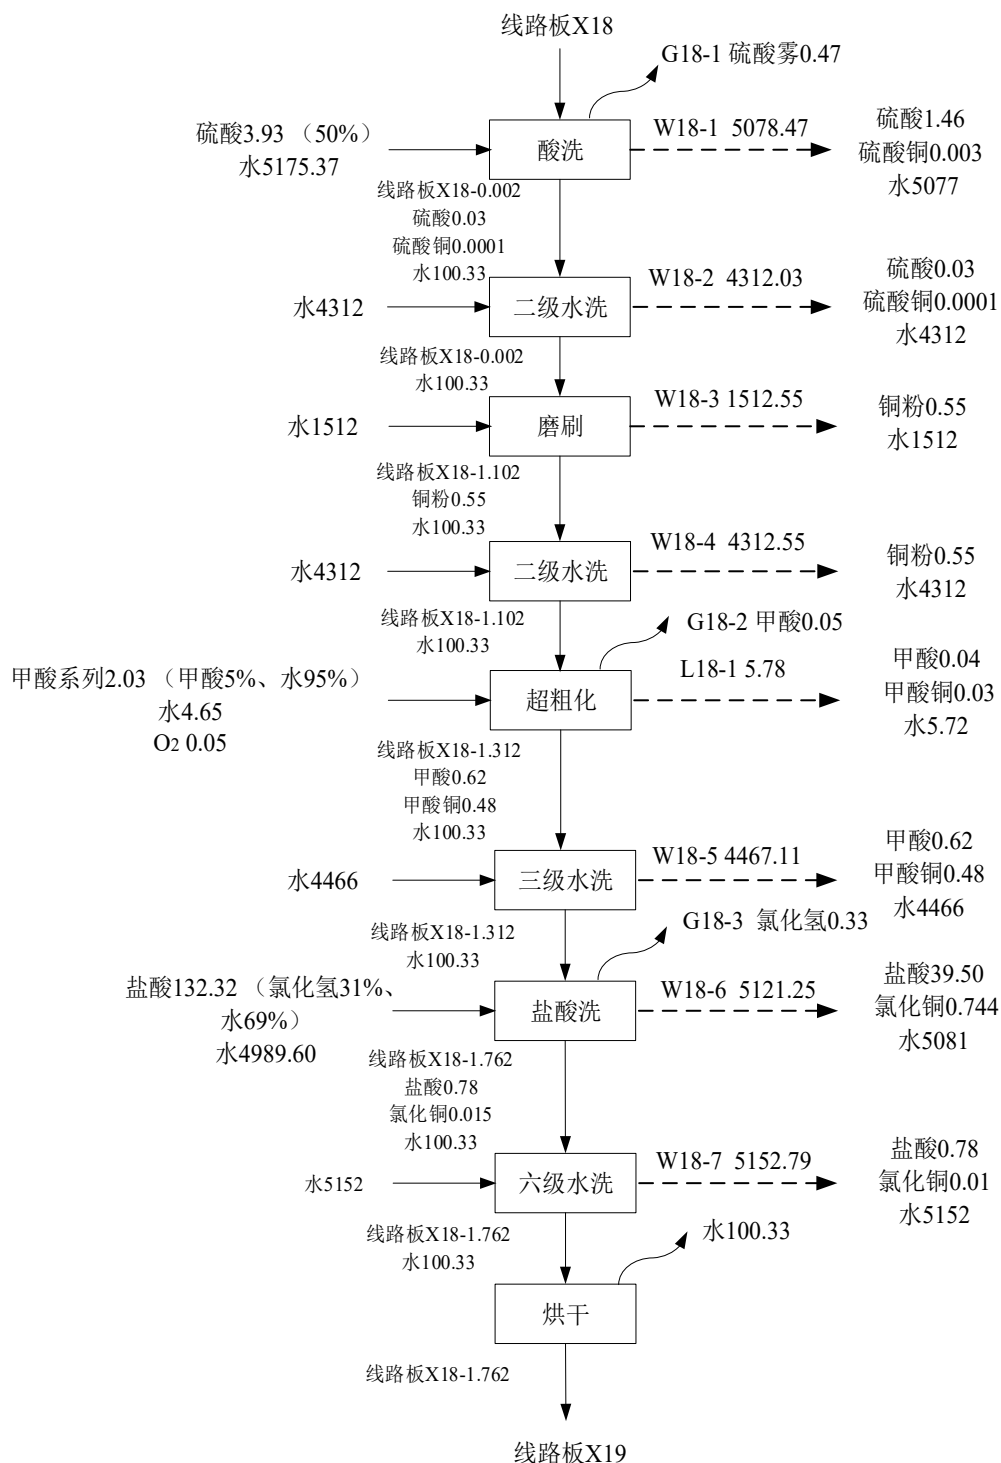 线路板X18
G18-1 硫酸雾0.47
硫酸3.93 （50%）
水5175.37
酸洗
W18-1 5078.47
硫酸1.46
硫酸铜0.003
水5077
线路板X18-0.002
硫酸0.03
硫酸铜0.0001
水100.33
水4312
二级水洗
W18-2 4312.03
硫酸0.03
硫酸铜0.0001
水4312
线路板X18-0.002
水100.33
水1512
磨刷
W18-3 1512.55
铜粉0.55
水1512
线路板X18-1.102
铜粉0.55
水100.33
水4312
二级水洗
W18-4 4312.55
铜粉0.55
水4312
线路板X18-1.102
水100.33
G18-2 甲酸0.05
甲酸系列2.03 （甲酸5%、水95%）
水4.65
O2 0.05
超粗化
L18-1 5.78
甲酸0.04
甲酸铜0.03
水5.72
线路板X18-1.312
甲酸0.62
甲酸铜0.48
水100.33
水4466
三级水洗
W18-5 4467.11
甲酸0.62
甲酸铜0.48
水4466
线路板X18-1.312
水100.33
G18-3 氯化氢0.33
盐酸132.32 （氯化氢31%、
水69%）
水4989.60
盐酸洗
W18-6 5121.25
盐酸39.50
氯化铜0.744
水5081
线路板X18-1.762
盐酸0.78
氯化铜0.015
水100.33
水5152
六级水洗
W18-7 5152.79
盐酸0.78
氯化铜0.01
水5152
线路板X18-1.762
水100.33
水100.33
烘干
线路板X18-1.762
线路板X19